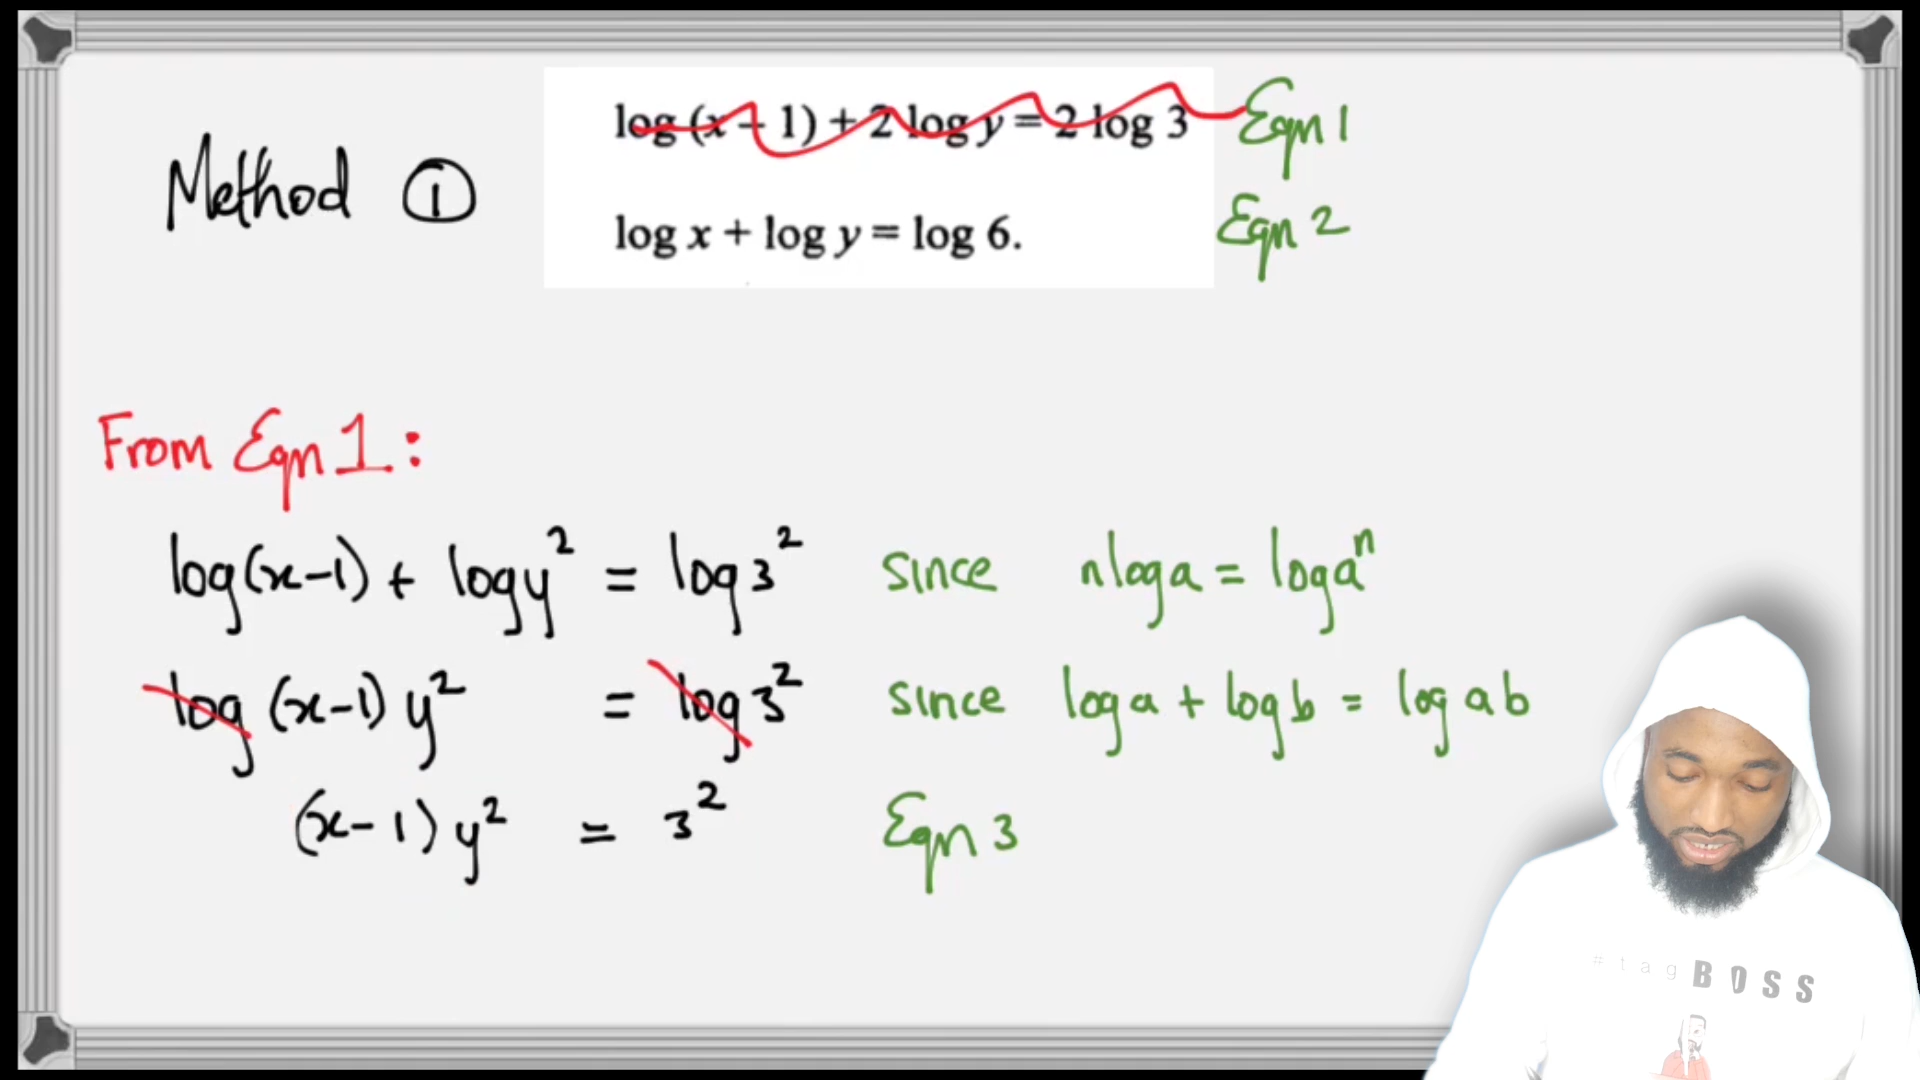 Method ①
log (x – 1) + 2 log y = 2 log 3 Eqn 1
log x + log y = log 6. Eqn 2
From Eqn 1:
log(x-1) + log y² = log 3² since n log a = log aⁿ
log (x-1) y² = log 3² since log a + log b = log ab
(x-1) y² = 3² Eqn 3
#tagBOSS